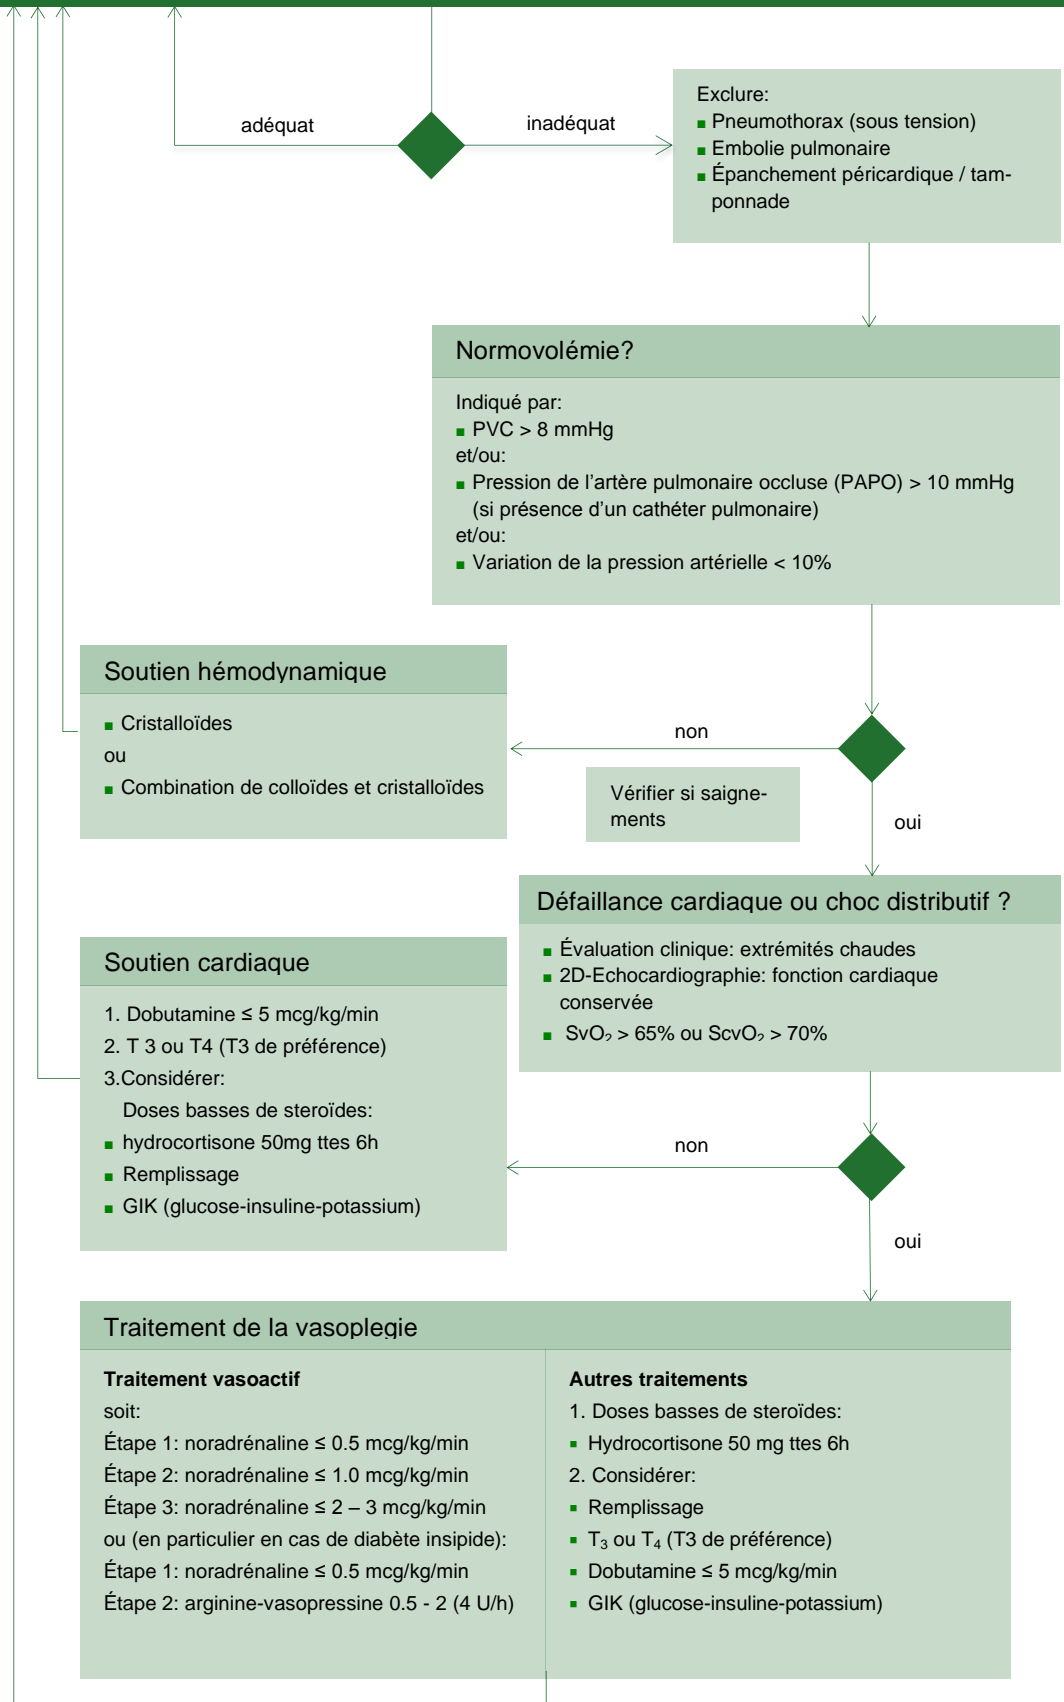 adéquat
inadéquat
Exclure:
■ Pneumothorax (sous tension)
■ Embolie pulmonaire
■ Épanchement péricardique / tam-
ponnade
Normovolémie?
Indiqué par:
■ PVC > 8 mmHg
et/ou:
■ Pression de l'artère pulmonaire occluse (PAPO) > 10 mmHg
(si présence d'un cathéter pulmonaire)
et/ou:
■ Variation de la pression artérielle < 10%
Soutien hémodynamique
■ Cristalloïdes
ou
■ Combination de colloïdes et cristalloïdes
non
Vérifier si saigne-
ments
oui
Défaillance cardiaque ou choc distributif ?
■ Évaluation clinique: extrémités chaudes
■ 2D-Echocardiographie: fonction cardiaque
conservée
■ SvO₂ > 65% ou ScvO₂ > 70%
Soutien cardiaque
1. Dobutamine ≤ 5 mcg/kg/min
2. T 3 ou T4 (T3 de préférence)
3.Considérer:
Doses basses de steroïdes:
■ hydrocortisone 50mg ttes 6h
■ Remplissage
■ GIK (glucose-insuline-potassium)
non
oui
Traitement de la vasoplegie
Traitement vasoactif
soit:
Étape 1: noradrénaline ≤ 0.5 mcg/kg/min
Étape 2: noradrénaline ≤ 1.0 mcg/kg/min
Étape 3: noradrénaline ≤ 2 – 3 mcg/kg/min
ou (en particulier en cas de diabète insipide):
Étape 1: noradrénaline ≤ 0.5 mcg/kg/min
Étape 2: arginine-vasopressine 0.5 - 2 (4 U/h)
Autres traitements
1. Doses basses de steroïdes:
■ Hydrocortisone 50 mg ttes 6h
2. Considérer:
■ Remplissage
■ T₃ ou T₄ (T3 de préférence)
■ Dobutamine ≤ 5 mcg/kg/min
■ GIK (glucose-insuline-potassium)